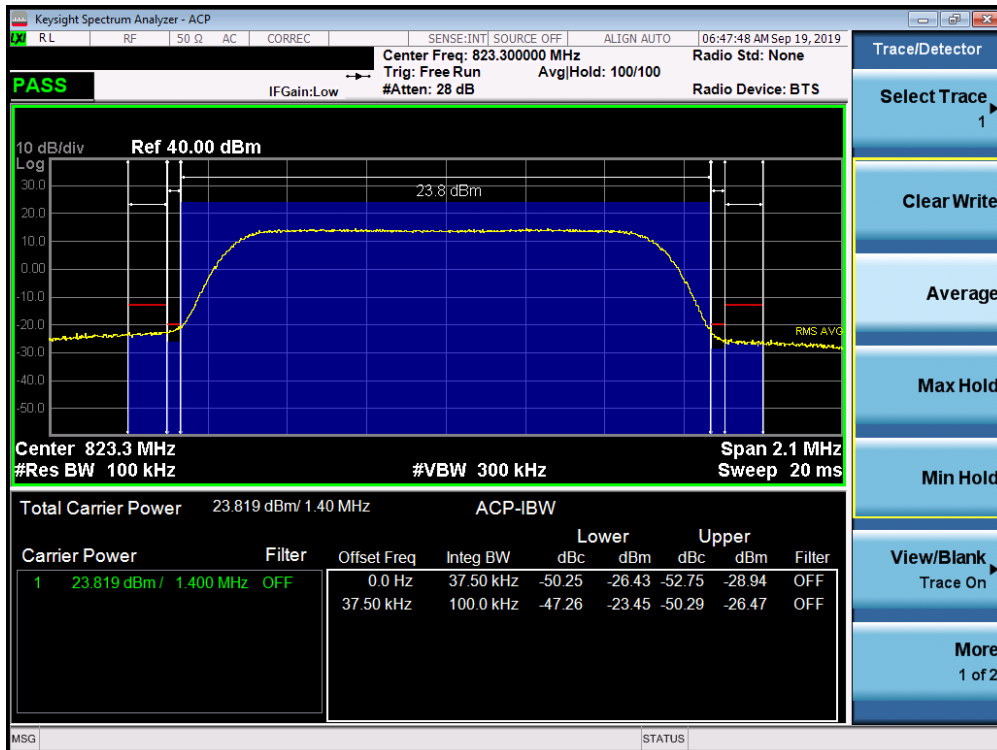 Keysight Spectrum Analyzer - ACP
LXI RL RF 50 Ω AC CORREC SENSE:INT SOURCE OFF ALIGN AUTO 06:47:48 AM Sep 19, 2019
Center Freq: 823.300000 MHz Radio Std: None
Trig: Free Run Avg|Hold: 100/100
PASS IFGain:Low #Atten: 28 dB Radio Device: BTS
10 dB/div Ref 40.00 dBm
Log
30.0
23.8 dBm
20.0
10.0
0.00
-10.0
-20.0
RMS AVG
-30.0
-40.0
-50.0
Center 823.3 MHz Span 2.1 MHz
#Res BW 100 kHz #VBW 300 kHz Sweep 20 ms
Total Carrier Power 23.819 dBm/ 1.40 MHz ACP-IBW
Lower Upper
Carrier Power Filter Offset Freq Integ BW dBc dBm dBc dBm Filter
1 23.819 dBm / 1.400 MHz OFF 0.0 Hz 37.50 kHz -50.25 -26.43 -52.75 -28.94 OFF
37.50 kHz 100.0 kHz -47.26 -23.45 -50.29 -26.47 OFF
MSG STATUS
Trace/Detector
Select Trace
1
Clear Write
Average
Max Hold
Min Hold
View/Blank
Trace On
More
1 of 2